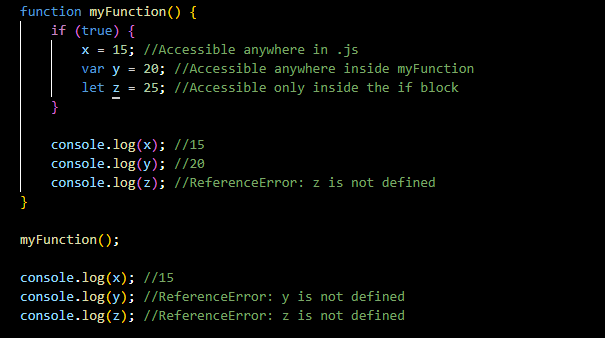 function myFunction() {
    if (true) {
        x = 15; //Accessible anywhere in .js
        var y = 20; //Accessible anywhere inside myFunction
        let z = 25; //Accessible only inside the if block
    }

    console.log(x); //15
    console.log(y); //20
    console.log(z); //ReferenceError: z is not defined
}

myFunction();

console.log(x); //15
console.log(y); //ReferenceError: y is not defined
console.log(z); //ReferenceError: z is not defined